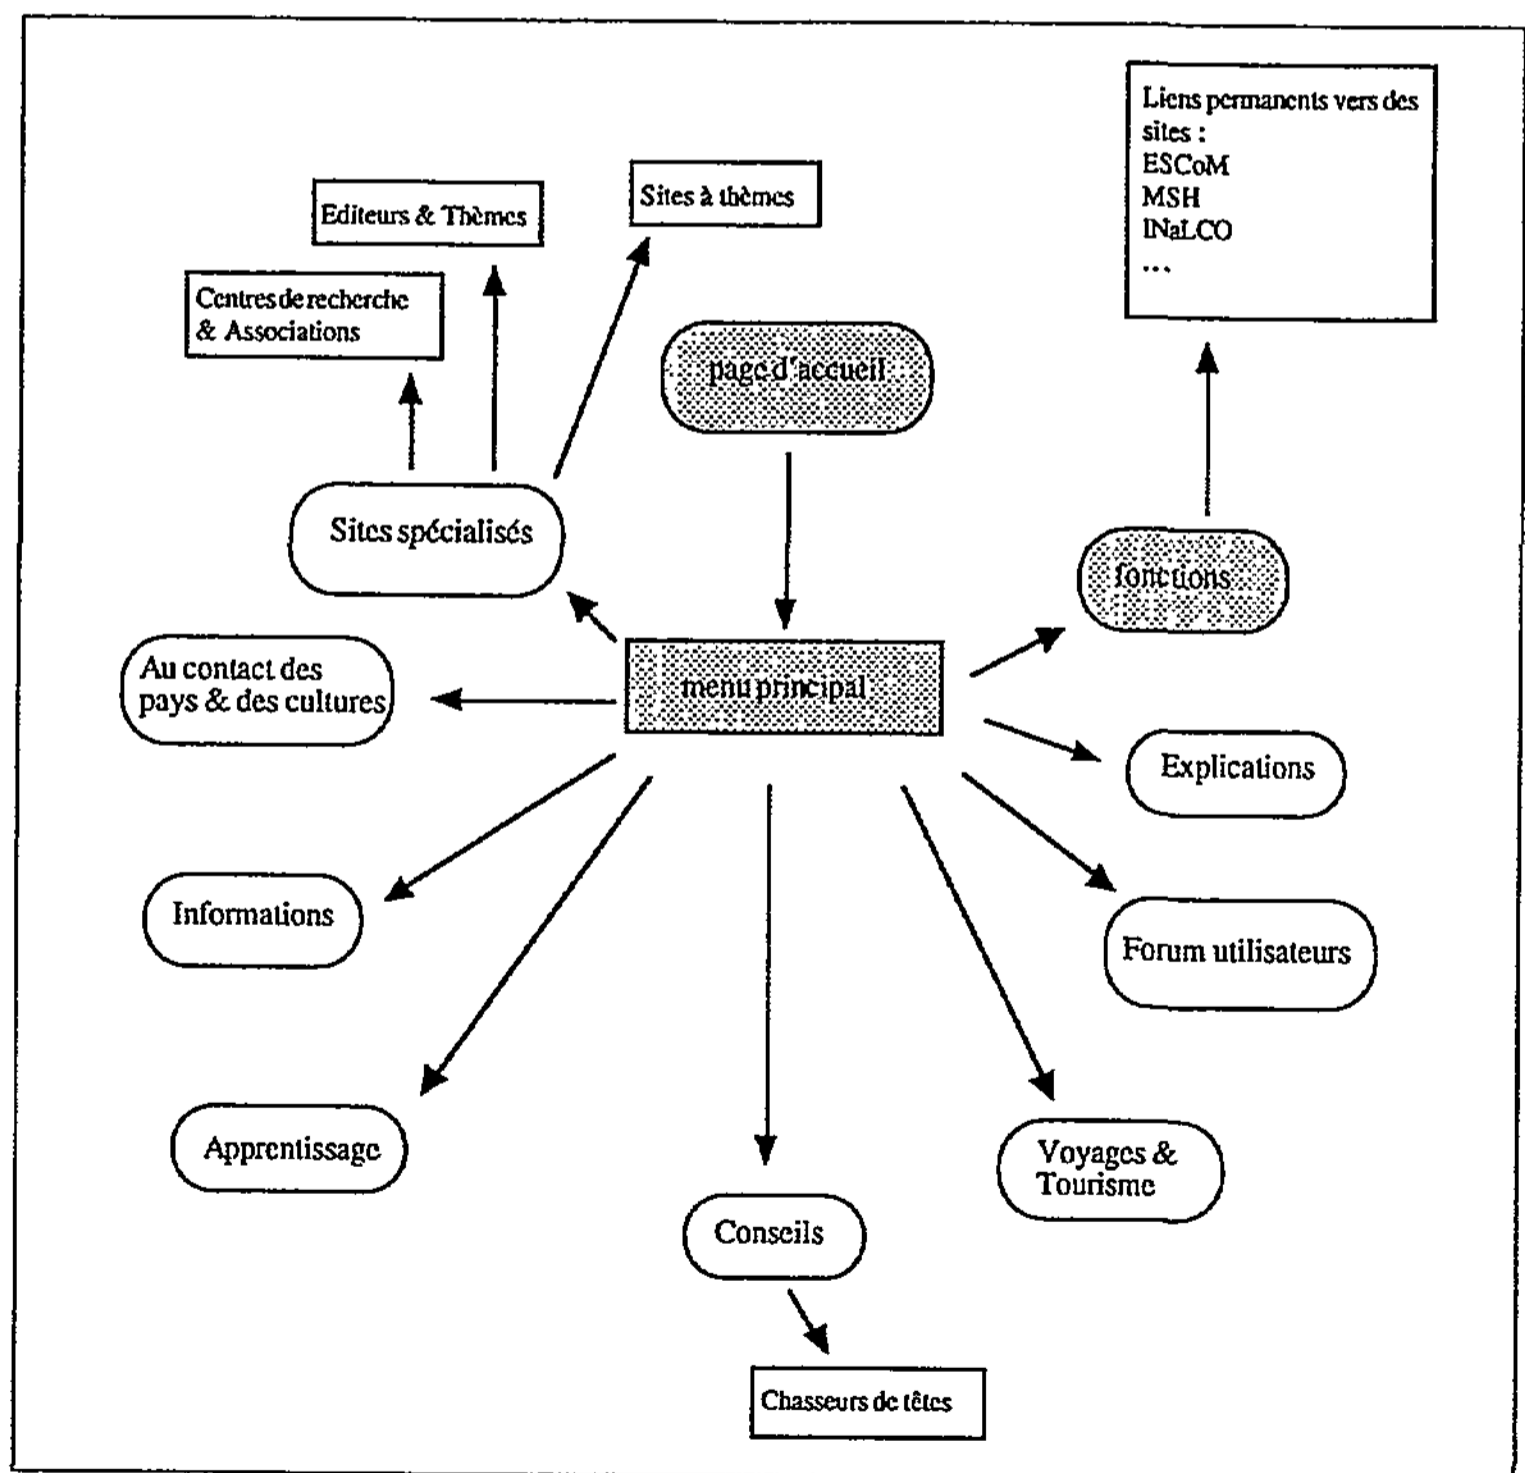 Liens permanents vers des
sites :
ESCoM
MSH
INaLCO
...
Sites à thèmes
Editeurs & Thèmes
Centres de recherche
& Associations
page d'accueil
Sites spécialisés
fonctions
Au contact des
pays & des cultures
menu principal
Explications
Informations
Forum utilisateurs
Apprentissage
Voyages &
Tourisme
Conseils
Chasseurs de têtes